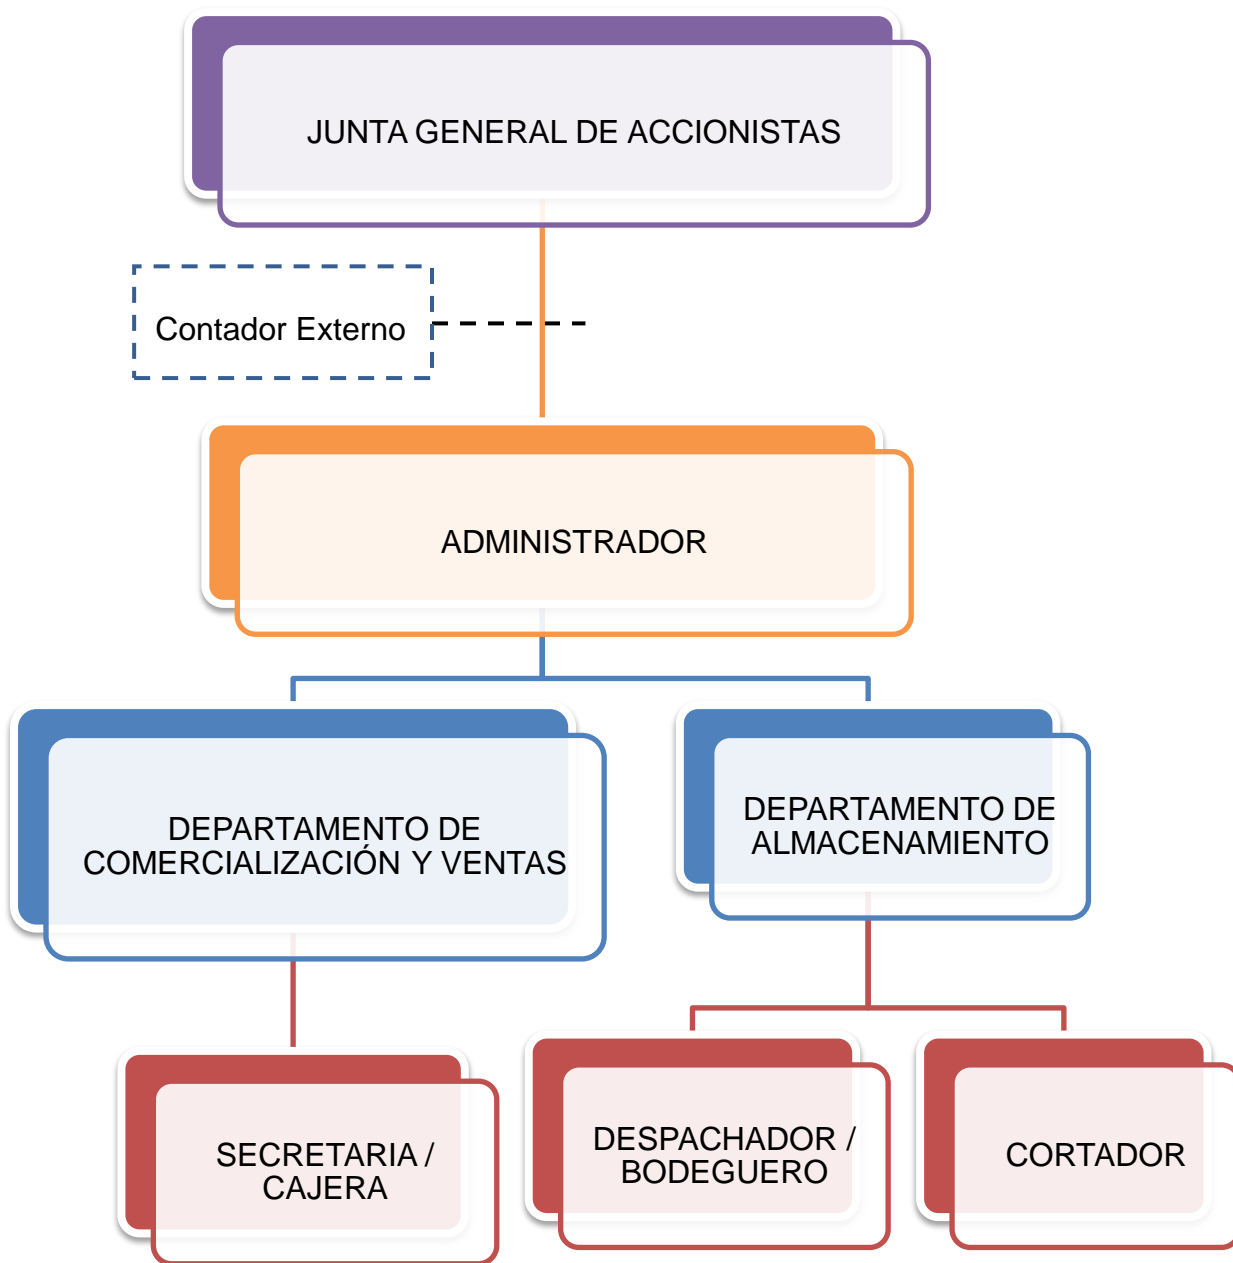 JUNTA GENERAL DE ACCIONISTAS
Contador Externo
ADMINISTRADOR
DEPARTAMENTO DE
COMERCIALIZACIÓN Y VENTAS
DEPARTAMENTO DE
ALMACENAMIENTO
SECRETARIA /
CAJERA
DESPACHADOR /
BODEGUERO
CORTADOR